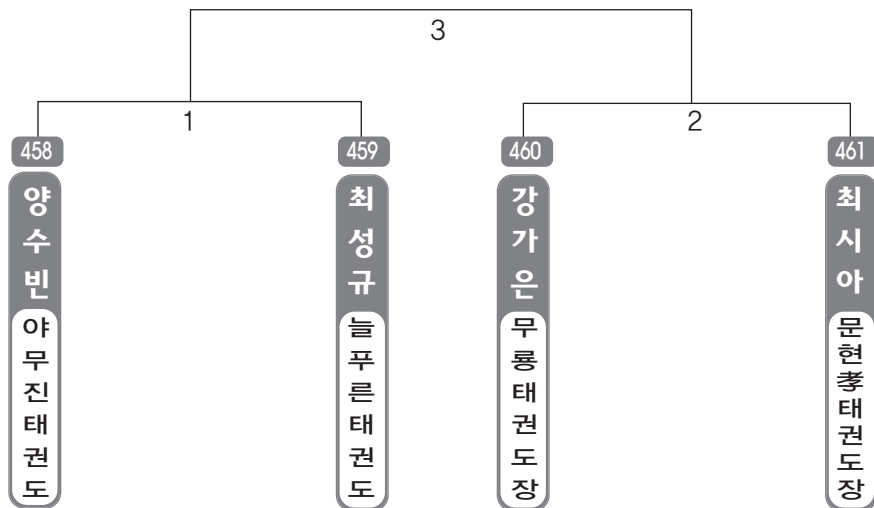 3
1
2
458
459
460
461
양수빈
야무진태권도
최성규
늘푸른태권도
강가은
무룡태권도장
최시아
문현孝태권도장